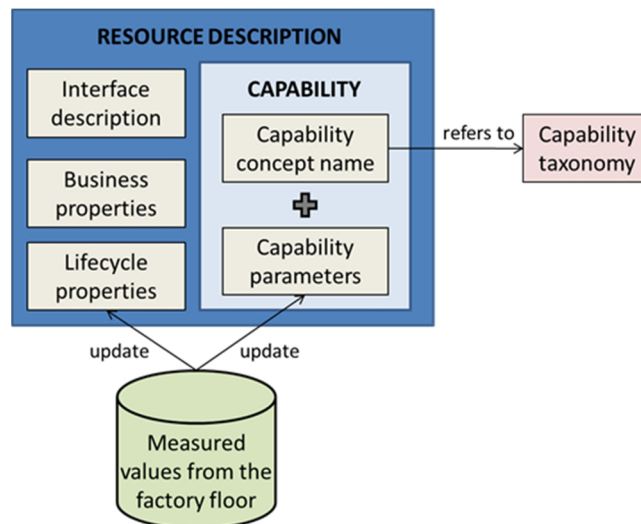 RESOURCE DESCRIPTION
Interface
description
Business
properties
Lifecycle
properties
CAPABILITY
Capability
concept name
Capability
parameters
refers to
Capability
taxonomy
update
update
Measured
values from the
factory floor